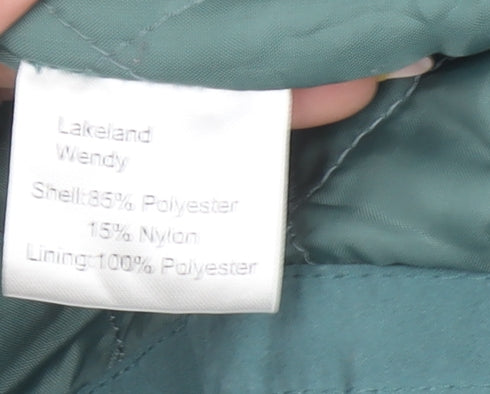 Lakeland
Wendy
Shell:85% Polyester
15% Nylon
Lining:100% Polyester